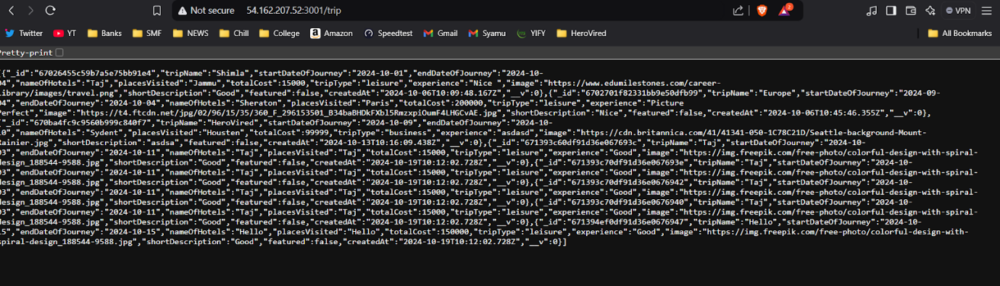 Not secure 54.162.207.52:3001/trip 2 VPN
Twitter YT Banks SMF NEWS Chill College Amazon Speedtest Gmail Syamu YIFY HeroVired All Bookmarks
Pretty-print
[{"_id":"67026455c59b7a5e75bb91e4","tripName":"Shimla","startDateOfJourney":"2024-10-01","endDateOfJourney":"2024-10-
04","nameOfHotels":"Taj","placesVisited":"Jammu","totalCost":15000,"tripType":"leisure","experience":"Nice ","image":"https://www.edumilestones.com/career-
library/images/travel.png","shortDescription":"Good","featured":false,"createdAt":"2024-10-06T10:09:48.167Z","__v":0},{"_id":"6702701f82331bb9e50dfb99","tripName":"Europe","startDateOfJourney":"2024-09-
04","endDateOfJourney":"2024-10-04","nameOfHotels":"Sheraton","placesVisited":"Paris","totalCost":200000,"tripType":"leisure","experience":"Picture
Perfect","image":"https://t4.ftcdn.net/jpg/02/96/15/35/360_F_296153501_B34baBHDkFXbl5RmzxpiOumF4LHGCvAE.jpg","shortDescription":"Nice","featured":false,"createdAt":"2024-10-06T10:45:46.355Z","__v":0},
{"_id":"670ba4fc9c9560b999c840f7","tripName":"HeroVired","startDateOfJourney":"2024-10-09","endDateOfJourney":"2024-10-
10","nameOfHotels":"Sydent","placesVisited":"Housten","totalCost":99999,"tripType":"business","experience":"asdasd","image":"https://cdn.britannica.com/41/41341-050-1C78C21D/Seattle-background-Mount-
Rainier.jpg","shortDescription":"asdsa","featured":false,"createdAt":"2024-10-13T10:16:09.438Z","__v":0},{"_id":"671393c60df91d36e067693c","tripName":"Taj","startDateOfJourney":"2024-10-
03","endDateOfJourney":"2024-10-11","nameOfHotels":"Taj","placesVisited":"Taj","totalCost":15000,"tripType":"leisure","experience":"Good","image":"https://img.freepik.com/free-photo/colorful-design-with-spiral-
design_188544-9588.jpg","shortDescription":"Good","featured":false,"createdAt":"2024-10-19T10:12:02.728Z","__v":0},{"_id":"671393c70df91d36e067693e","tripName":"Taj","startDateOfJourney":"2024-10-
03","endDateOfJourney":"2024-10-11","nameOfHotels":"Taj","placesVisited":"Taj","totalCost":15000,"tripType":"leisure","experience":"Good","image":"https://img.freepik.com/free-photo/colorful-design-with-spiral-
design_188544-9588.jpg","shortDescription":"Good","featured":false,"createdAt":"2024-10-19T10:12:02.728Z","__v":0},{"_id":"671393c70df91d36e0676942","tripName":"Taj","startDateOfJourney":"2024-10-
03","endDateOfJourney":"2024-10-11","nameOfHotels":"Taj","placesVisited":"Taj","totalCost":15000,"tripType":"leisure","experience":"Good","image":"https://img.freepik.com/free-photo/colorful-design-with-spiral-
design_188544-9588.jpg","shortDescription":"Good","featured":false,"createdAt":"2024-10-19T10:12:02.728Z","__v":0},{"_id":"671393c70df91d36e0676940","tripName":"Taj","startDateOfJourney":"2024-10-
03","endDateOfJourney":"2024-10-11","nameOfHotels":"Taj","placesVisited":"Taj","totalCost":15000,"tripType":"leisure","experience":"Good","image":"https://img.freepik.com/free-photo/colorful-design-with-spiral-
design_188544-9588.jpg","shortDescription":"Good","featured":false,"createdAt":"2024-10-19T10:12:02.728Z","__v":0},{"_id":"671394ef0df91d36e0676947","tripName":"Hello","startDateOfJourney":"2024-10-
15","endDateOfJourney":"2024-10-15","nameOfHotels":"Hello","placesVisited":"Hello","totalCost":150000,"tripType":"leisure","experience":"Good","image":"https://img.freepik.com/free-photo/colorful-design-with-
spiral-design_188544-9588.jpg","shortDescription":"Good","featured":false,"createdAt":"2024-10-19T10:12:02.728Z","__v":0}]